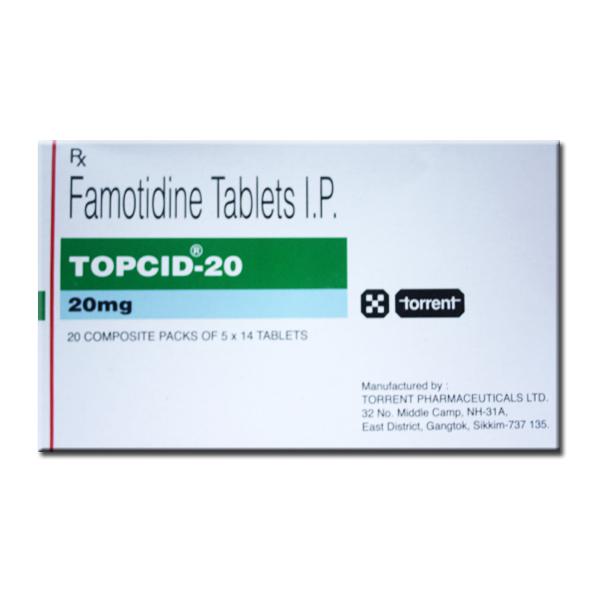 Rx
Famotidine Tablets I.P.
TOPCID®-20
20mg
20 COMPOSITE PACKS OF 5 x 14 TABLETS
torrent
Manufactured by :
TORRENT PHARMACEUTICALS LTD.
32 No. Middle Camp, NH-31A,
East District, Gangtok, Sikkim-737 135.